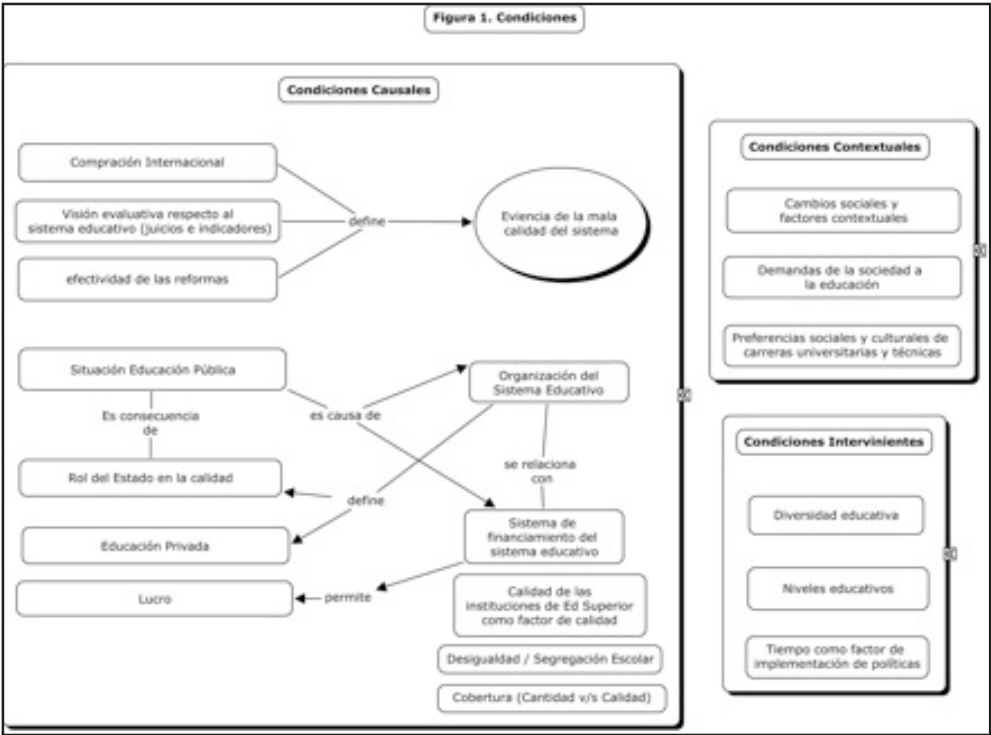 Figura 1. Condiciones
Condiciones Causales
Compración Internacional
Visión evaluativa respecto al
sistema educativo (juicios e indicadores)
efectividad de las reformas
define
Eviencia de la mala
calidad del sistema
Situación Educación Pública
Es consecuencia
de
Rol del Estado en la calidad
Educación Privada
Lucro
es causa de
define
permite
Organización del
Sistema Educativo
se relaciona
con
Sistema de
financiamiento del
sistema educativo
Calidad de las
instituciones de Ed Superior
como factor de calidad
Desigualdad / Segregación Escolar
Cobertura (Cantidad v/s Calidad)
Condiciones Contextuales
Cambios sociales y
factores contextuales
Demandas de la sociedad a
la educación
Preferencias sociales y culturales de
carreras universitarias y técnicas
Condiciones Intervinientes
Diversidad educativa
Niveles educativos
Tiempo como factor de
implementación de políticas